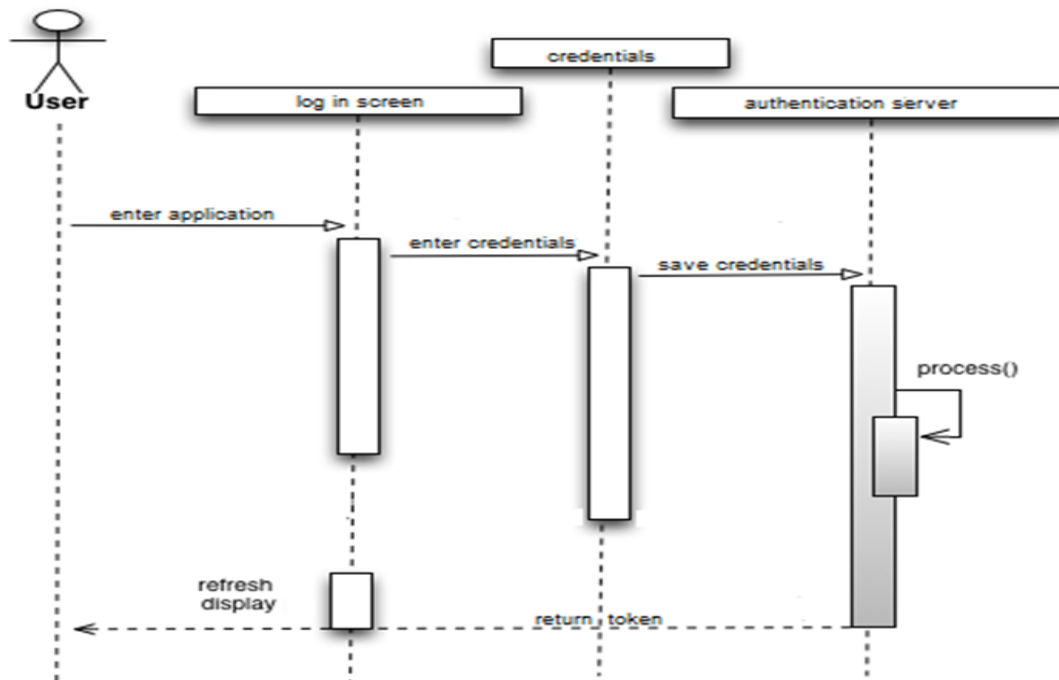 credentials
User
log in screen
authentication server
enter application
enter credentials
save credentials
process()
refresh
display
return token